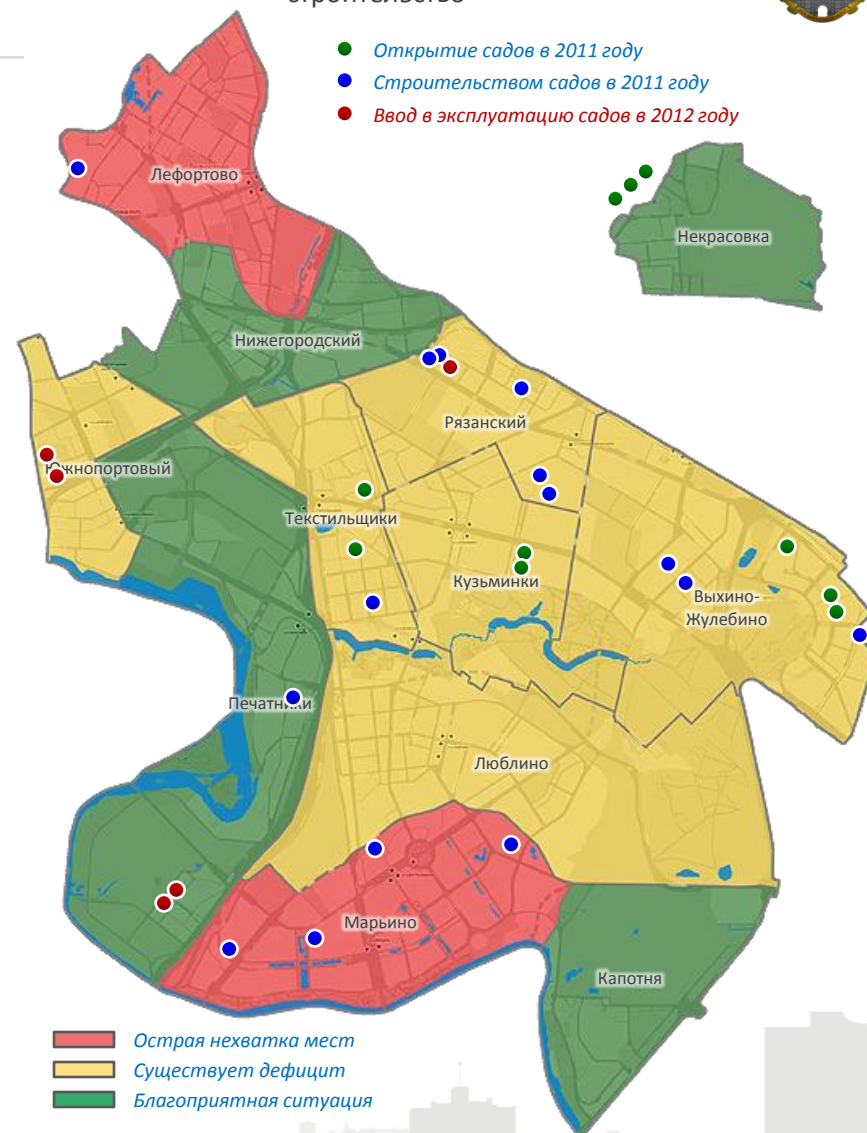 строительство
Открытие садов в 2011 году
Строительством садов в 2011 году
Ввод в эксплуатацию садов в 2012 году
Лефортово
Некрасовка
Нижегородский
Рязанский
Южнопортовый
Текстильщики
Кузьминки
Выхино-
Жулебино
Печатники
Люблино
Марьино
Капотня
Острая нехватка мест
Существует дефицит
Благоприятная ситуация